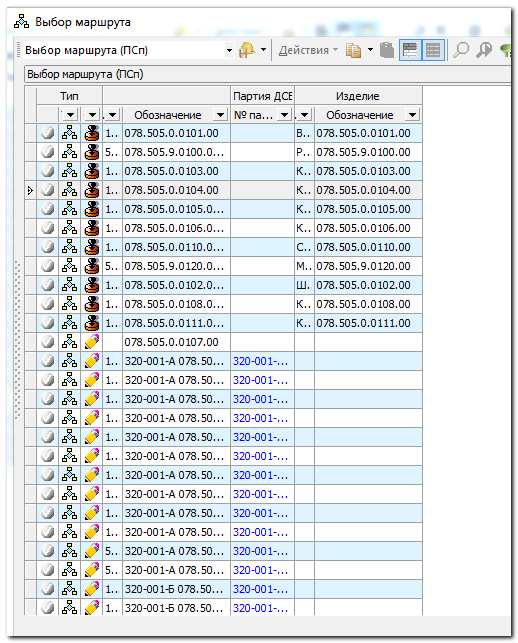 Выбор маршрута
Выбор маршрута (ПСп) Действия
Выбор маршрута (ПСп)
Тип Партия ДСЕ Изделие
Обозначение № па... Обозначение
1... 078.505.0.0101.00 В... 078.505.0.0101.00
5... 078.505.9.0100.0... Р... 078.505.9.0100.00
1... 078.505.0.0103.00 К... 078.505.0.0103.00
1... 078.505.0.0104.00 К... 078.505.0.0104.00
1... 078.505.0.0105.0... К... 078.505.0.0105.00
1... 078.505.0.0106.0... К... 078.505.0.0106.00
1... 078.505.0.0110.0... С... 078.505.0.0110.00
5... 078.505.9.0120.0... М... 078.505.9.0120.00
1... 078.505.0.0102.0... Ш... 078.505.0.0102.00
1... 078.505.0.0108.0... К... 078.505.0.0108.00
1... 078.505.0.0111.0... К... 078.505.0.0111.00
078.505.0.0107.00
1... 320-001-А 078.50... 320-001-...
1... 320-001-А 078.50... 320-001-...
1... 320-001-А 078.50... 320-001-...
1... 320-001-А 078.50... 320-001-...
1... 320-001-А 078.50... 320-001-...
1... 320-001-А 078.50... 320-001-...
1... 320-001-А 078.50... 320-001-...
1... 320-001-А 078.50... 320-001-...
1... 320-001-А 078.50... 320-001-...
1... 320-001-А 078.50... 320-001-...
5... 320-001-А 078.50... 320-001-...
5... 320-001-А 078.50... 320-001-...
1... 320-001-Б 078.50... 320-001-...
1... 320-001-Б 078.50... 320-001-...